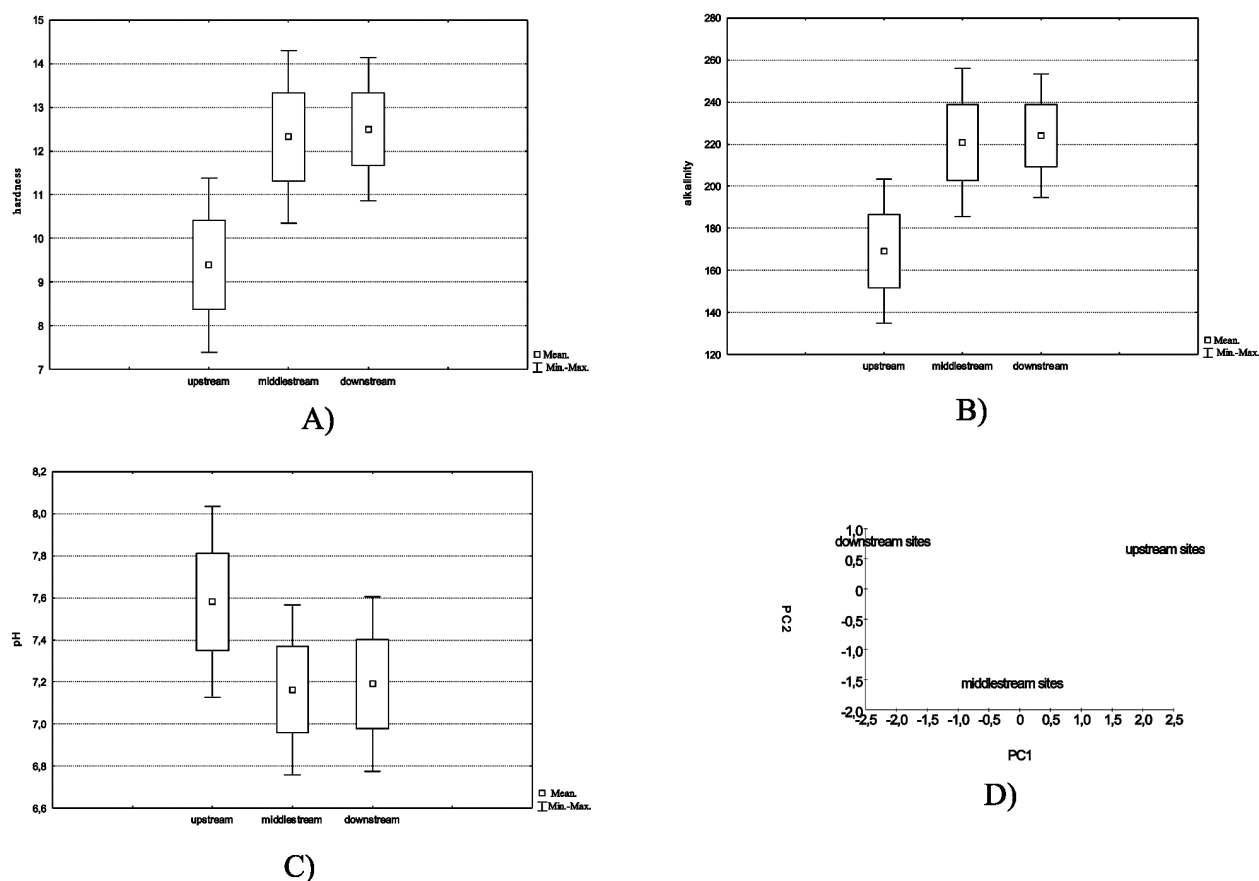 15
14
13
12
11
10
9
8
7
hardness
upstream middlestream downstream
Mean.
Min.-Max.
A)
280
260
240
220
200
180
160
140
120
alkalinity
upstream middlestream downstream
Mean.
Min.-Max.
B)
8,2
8,0
7,8
7,6
7,4
7,2
7,0
6,8
6,6
pH
upstream middlestream downstream
Mean.
Min.-Max.
C)
1,0
downstream sites
upstream sites
0,5
0
-0,5
-1,0
-1,5
-2,0
PC2
middlestream sites
-2,5 -2,0 -1,5 -1,0 -0,5 0 0,5 1,0 1,5 2,0 2,5
PC1
D)